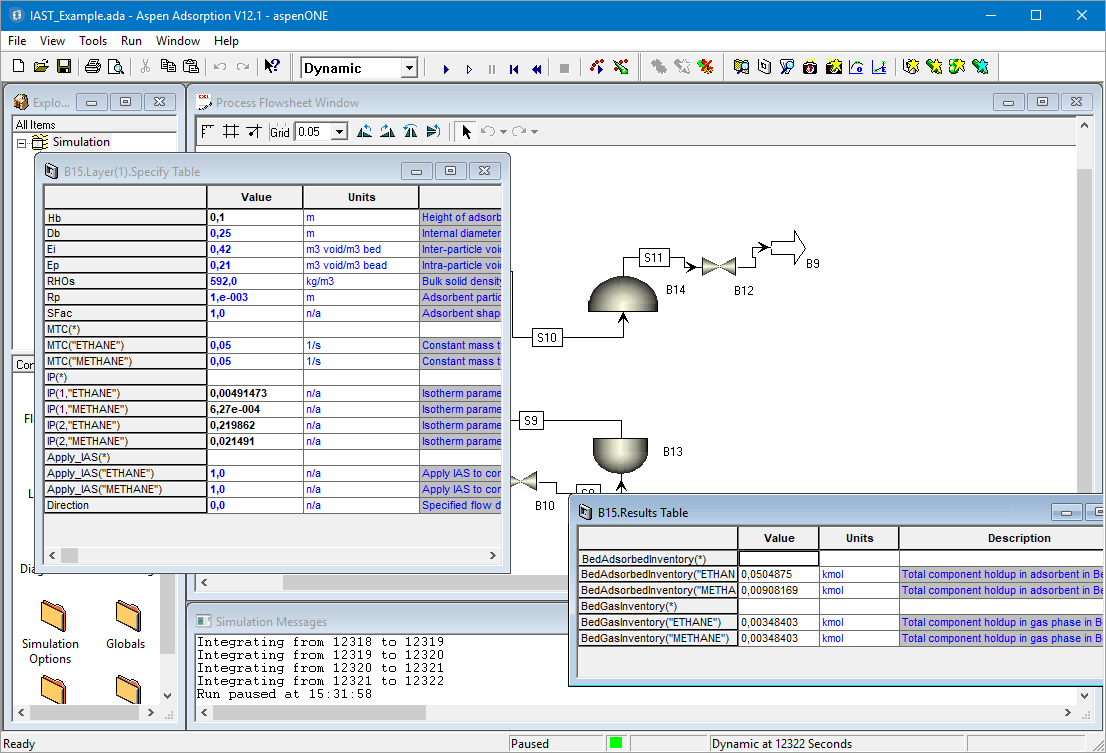 IAST_Example.ada - Aspen Adsorption V12.1 - aspenONE
File View Tools Run Window Help
Dynamic
Explo...
All Items
Simulation
Process Flowsheet Window
Grid 0.05
B15.Layer(1).Specify Table
Value Units
Hb 0,1 m Height of adsorb
Db 0,25 m Internal diameter
Ei 0,42 m3 void/m3 bed Inter-particle void
Ep 0,21 m3 void/m3 bead Intra-particle void
RHOs 592,0 kg/m3 Bulk solid density
Rp 1,e-003 m Adsorbent partic
SFac 1,0 n/a Adsorbent shap
MTC(*)
MTC("ETHANE") 0,05 1/s Constant mass t
MTC("METHANE") 0,05 1/s Constant mass t
IP(*)
IP(1,"ETHANE") 0,00491473 n/a Isotherm parame
IP(1,"METHANE") 6,27e-004 n/a Isotherm parame
IP(2,"ETHANE") 0,219862 n/a Isotherm parame
IP(2,"METHANE") 0,021491 n/a Isotherm parame
Apply_IAS(*)
Apply_IAS("ETHANE") 1,0 n/a Apply IAS to con
Apply_IAS("METHANE") 1,0 n/a Apply IAS to con
Direction 0,0 n/a Specified flow d
S11
B9
B14
B12
S10
S9
B13
B10
B15.Results Table
Value Units Description
BedAdsorbedInventory(*)
BedAdsorbedInventory("ETHAN 0,0504875 kmol Total component holdup in adsorbent in Be
BedAdsorbedInventory("METHA 0,00908169 kmol Total component holdup in adsorbent in Be
BedGasInventory(*)
BedGasInventory("ETHANE") 0,00348403 kmol Total component holdup in gas phase in Be
BedGasInventory("METHANE") 0,00348403 kmol Total component holdup in gas phase in Be
Con
Simulation
Options
Globals
Simulation Messages
Integrating from 12318 to 12319
Integrating from 12319 to 12320
Integrating from 12320 to 12321
Integrating from 12321 to 12322
Run paused at 15:31:58
Ready Paused Dynamic at 12322 Seconds